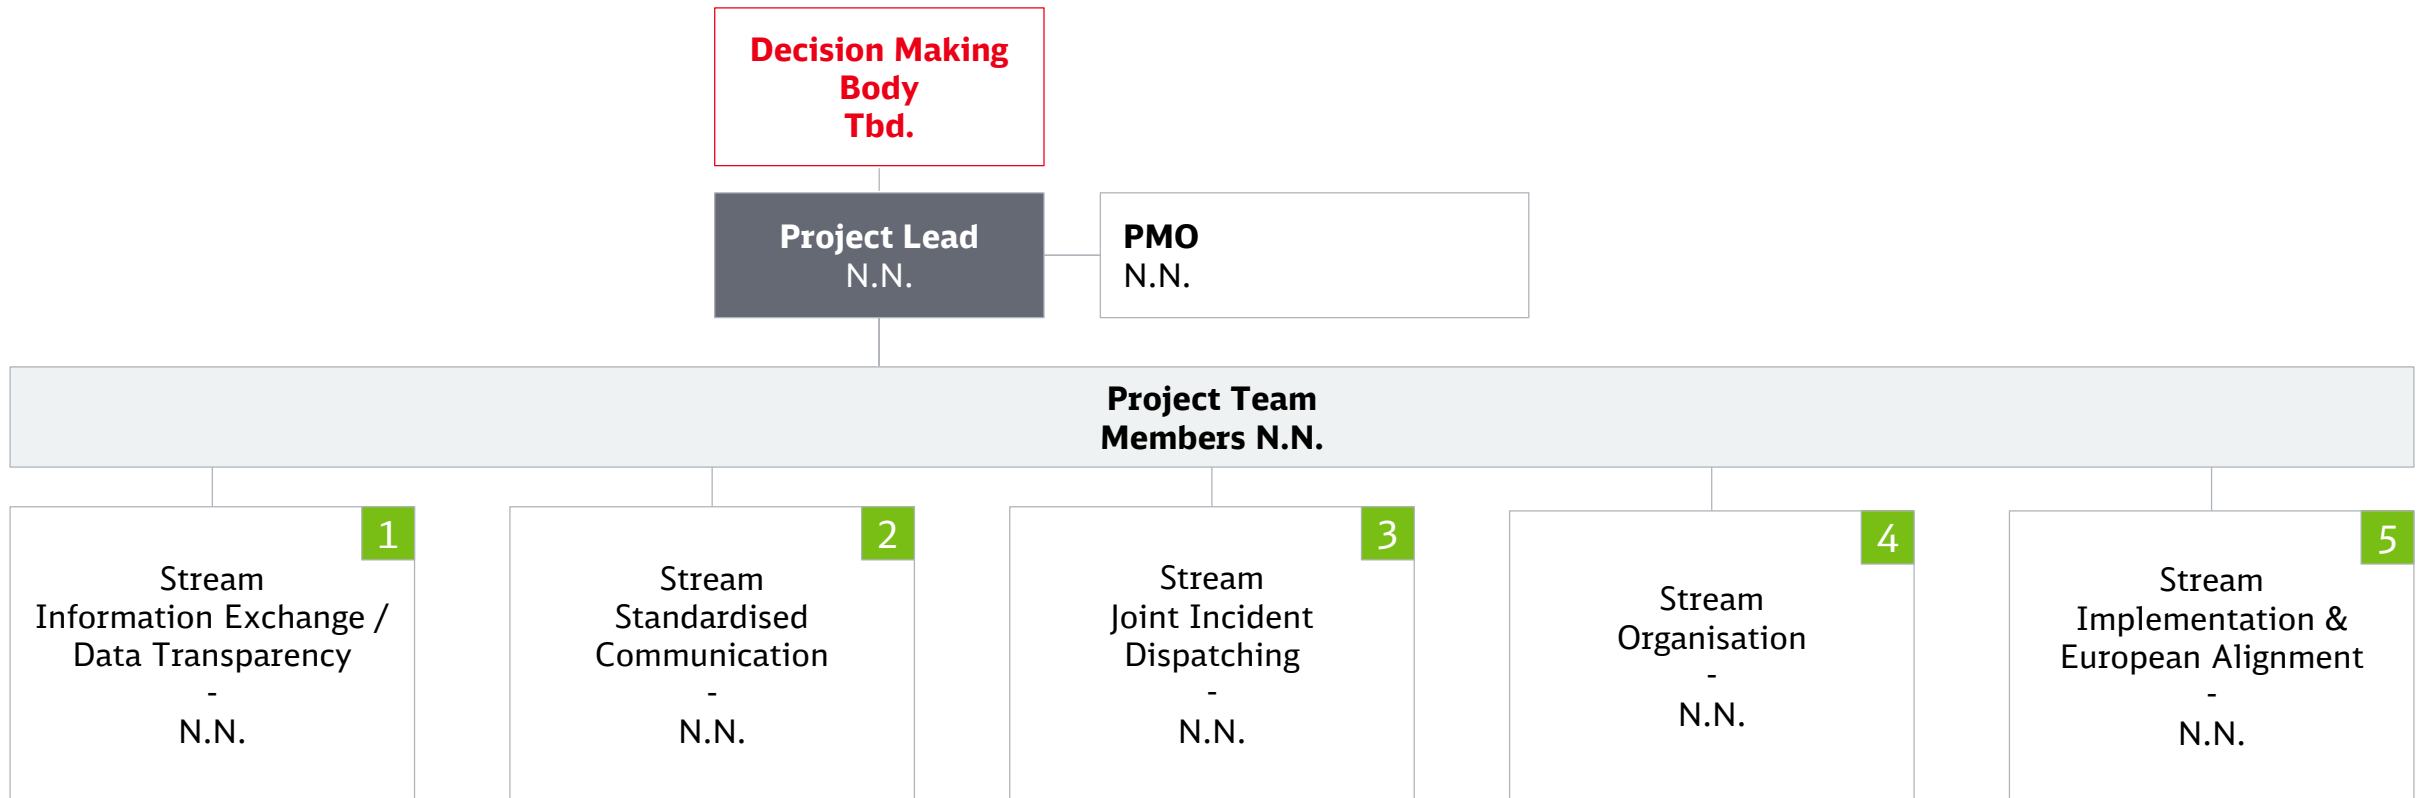 Decision Making
Body
Tbd.
Project Lead
N.N.
PMO
N.N.
Project Team
Members N.N.
1
Stream
Information Exchange /
Data Transparency
-
N.N.
2
Stream
Standardised
Communication
-
N.N.
3
Stream
Joint Incident
Dispatching
-
N.N.
4
Stream
Organisation
-
N.N.
5
Stream
Implementation &
European Alignment
-
N.N.